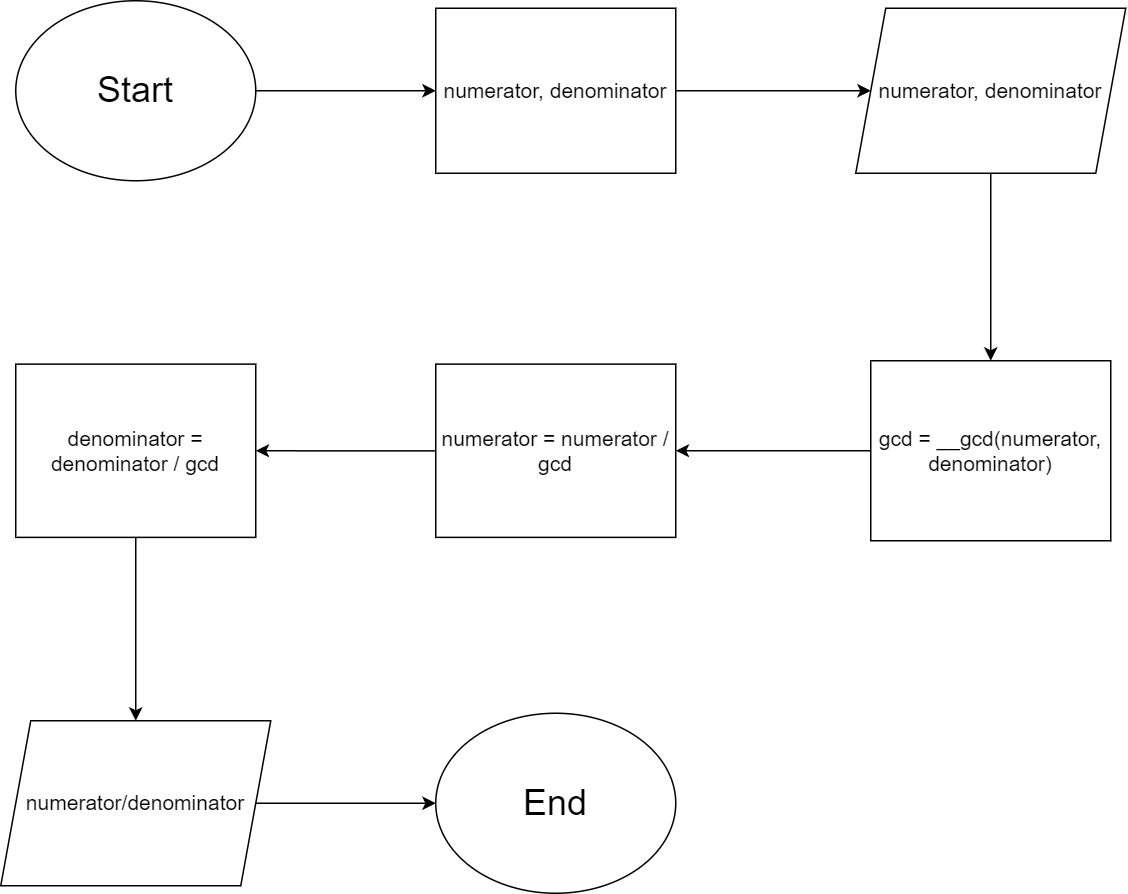 Start
numerator, denominator
numerator, denominator
gcd = __gcd(numerator,
denominator)
numerator = numerator /
gcd
denominator =
denominator / gcd
numerator/denominator
End